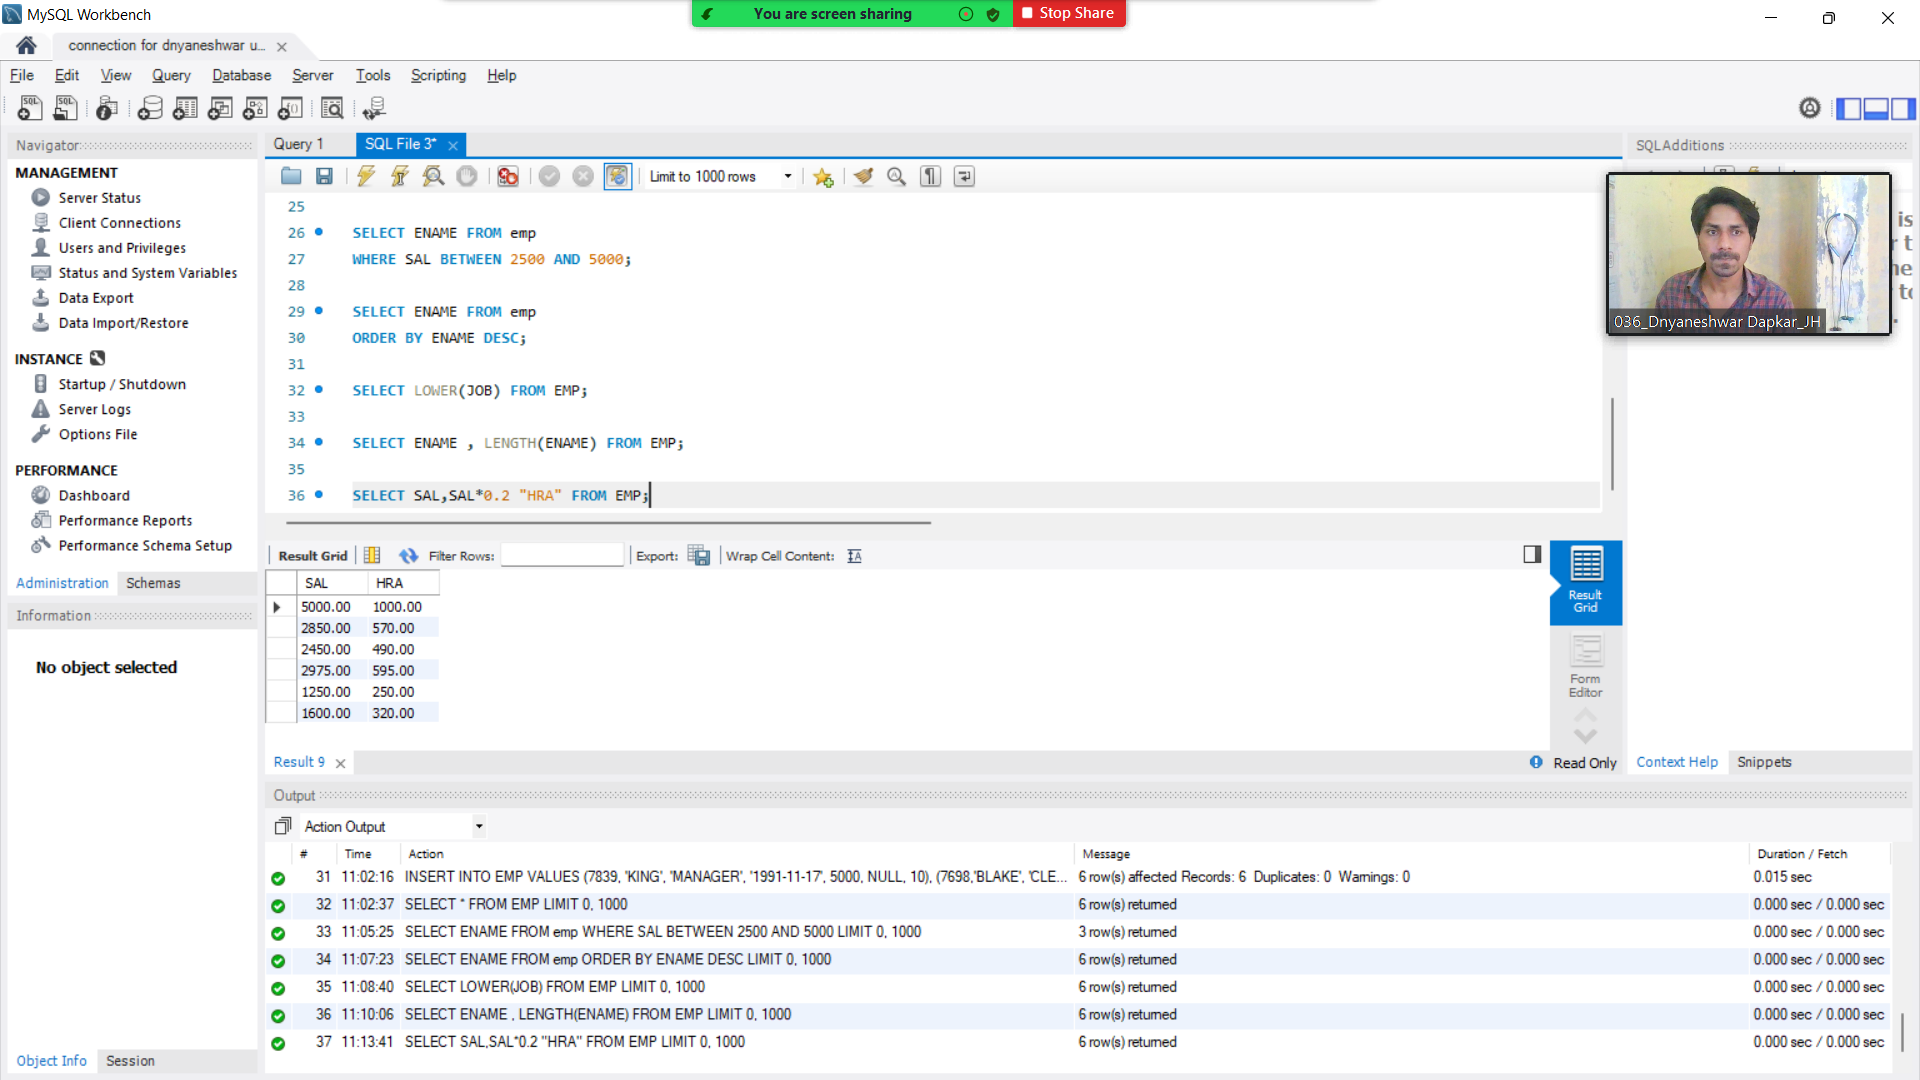 MySQL Workbench
You are screen sharing
Stop Share
connection for dnyaneshwar u...
File Edit View Query Database Server Tools Scripting Help
Navigator
MANAGEMENT
Server Status
Client Connections
Users and Privileges
Status and System Variables
Data Export
Data Import/Restore
INSTANCE
Startup / Shutdown
Server Logs
Options File
PERFORMANCE
Dashboard
Performance Reports
Performance Schema Setup
Administration Schemas
Information
No object selected
Object Info Session
Query 1 SQL File 3*
Limit to 1000 rows
25
26 SELECT ENAME FROM emp
27 WHERE SAL BETWEEN 2500 AND 5000;
28
29 SELECT ENAME FROM emp
30 ORDER BY ENAME DESC;
31
32 SELECT LOWER(JOB) FROM EMP;
33
34 SELECT ENAME , LENGTH(ENAME) FROM EMP;
35
36 SELECT SAL,SAL*0.2 "HRA" FROM EMP;
Result Grid Filter Rows: Export: Wrap Cell Content:
SAL HRA
5000.00 1000.00
2850.00 570.00
2450.00 490.00
2975.00 595.00
1250.00 250.00
1600.00 320.00
Result Grid
Form Editor
Result 9
Read Only
SQLAdditions
036_Dnyaneshwar Dapkar_JH
Context Help Snippets
Output
Action Output
# Time Action Message Duration / Fetch
31 11:02:16 INSERT INTO EMP VALUES (7839, 'KING', 'MANAGER', '1991-11-17', 5000, NULL, 10), (7698,'BLAKE', 'CLE... 6 row(s) affected Records: 6 Duplicates: 0 Warnings: 0 0.015 sec
32 11:02:37 SELECT * FROM EMP LIMIT 0, 1000 6 row(s) returned 0.000 sec / 0.000 sec
33 11:05:25 SELECT ENAME FROM emp WHERE SAL BETWEEN 2500 AND 5000 LIMIT 0, 1000 3 row(s) returned 0.000 sec / 0.000 sec
34 11:07:23 SELECT ENAME FROM emp ORDER BY ENAME DESC LIMIT 0, 1000 6 row(s) returned 0.000 sec / 0.000 sec
35 11:08:40 SELECT LOWER(JOB) FROM EMP LIMIT 0, 1000 6 row(s) returned 0.000 sec / 0.000 sec
36 11:10:06 SELECT ENAME , LENGTH(ENAME) FROM EMP LIMIT 0, 1000 6 row(s) returned 0.000 sec / 0.000 sec
37 11:13:41 SELECT SAL,SAL*0.2 "HRA" FROM EMP LIMIT 0, 1000 6 row(s) returned 0.000 sec / 0.000 sec